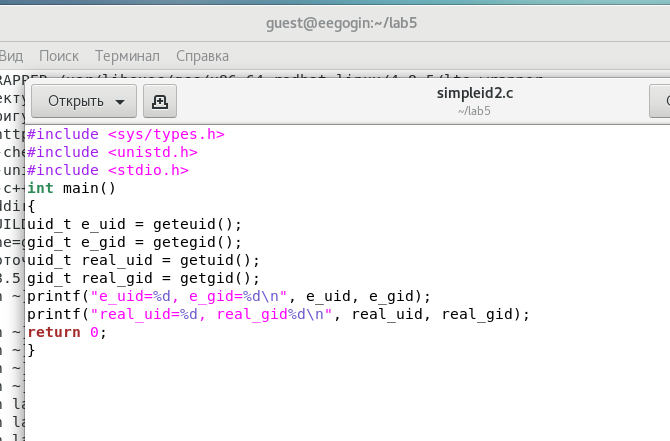 guest@eegogin:~/lab5
Вид Поиск Терминал Справка
Открыть
simpleid2.c
~/lab5
#include <sys/types.h>
#include <unistd.h>
#include <stdio.h>
int main()
{
uid_t e_uid = geteuid();
gid_t e_gid = getegid();
uid_t real_uid = getuid();
gid_t real_gid = getgid();
printf("e_uid=%d, e_gid=%d\n", e_uid, e_gid);
printf("real_uid=%d, real_gid%d\n", real_uid, real_gid);
return 0;
}